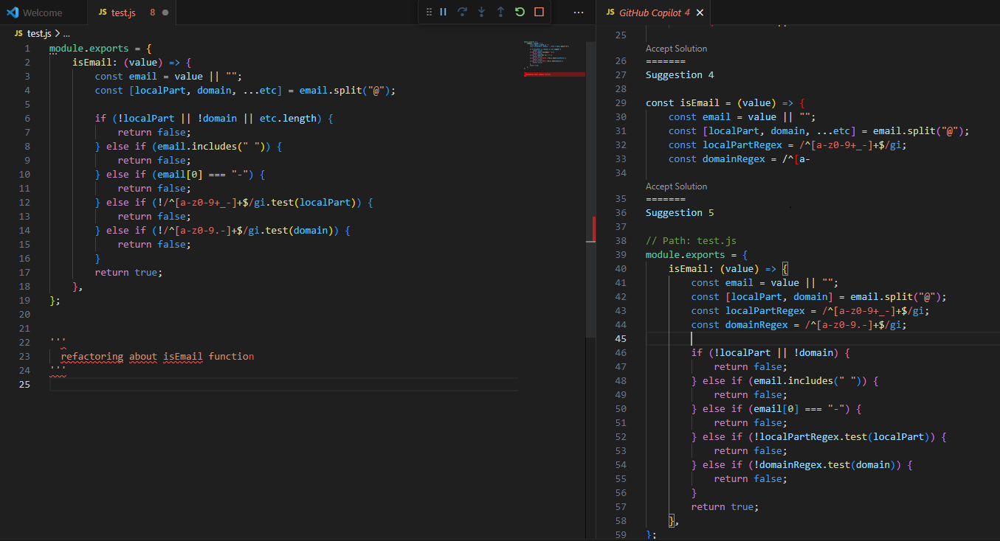 Welcome
JS test.js 8
JS test.js > ...
1 module.exports = {
2 isEmail: (value) => {
3 const email = value || "";
4 const [localPart, domain, ...etc] = email.split("@");
5
6 if (!localPart || !domain || etc.length) {
7 return false;
8 } else if (email.includes(" ")) {
9 return false;
10 } else if (email[0] === "-") {
11 return false;
12 } else if (!/^[a-z0-9+_-]+$/gi.test(localPart)) {
13 return false;
14 } else if (!/^[a-z0-9.-]+$/gi.test(domain)) {
15 return false;
16 }
17 return true;
18 },
19 };
20
21
22 '''
23 refactoring about isEmail function
24 '''
25
JS GitHub Copilot 4
25
Accept Solution
26 =======
27 Suggestion 4
28
29 const isEmail = (value) => {
30 const email = value || "";
31 const [localPart, domain, ...etc] = email.split("@");
32 const localPartRegex = /^[a-z0-9+_-]+$/gi;
33 const domainRegex = /^[a-
34
Accept Solution
35 =======
36 Suggestion 5
37
38 // Path: test.js
39 module.exports = {
40 isEmail: (value) => {
41 const email = value || "";
42 const [localPart, domain] = email.split("@");
43 const localPartRegex = /^[a-z0-9+_-]+$/gi;
44 const domainRegex = /^[a-z0-9.-]+$/gi;
45
46 if (!localPart || !domain) {
47 return false;
48 } else if (email.includes(" ")) {
49 return false;
50 } else if (email[0] === "-") {
51 return false;
52 } else if (!localPartRegex.test(localPart)) {
53 return false;
54 } else if (!domainRegex.test(domain)) {
55 return false;
56 }
57 return true;
58 },
59 };